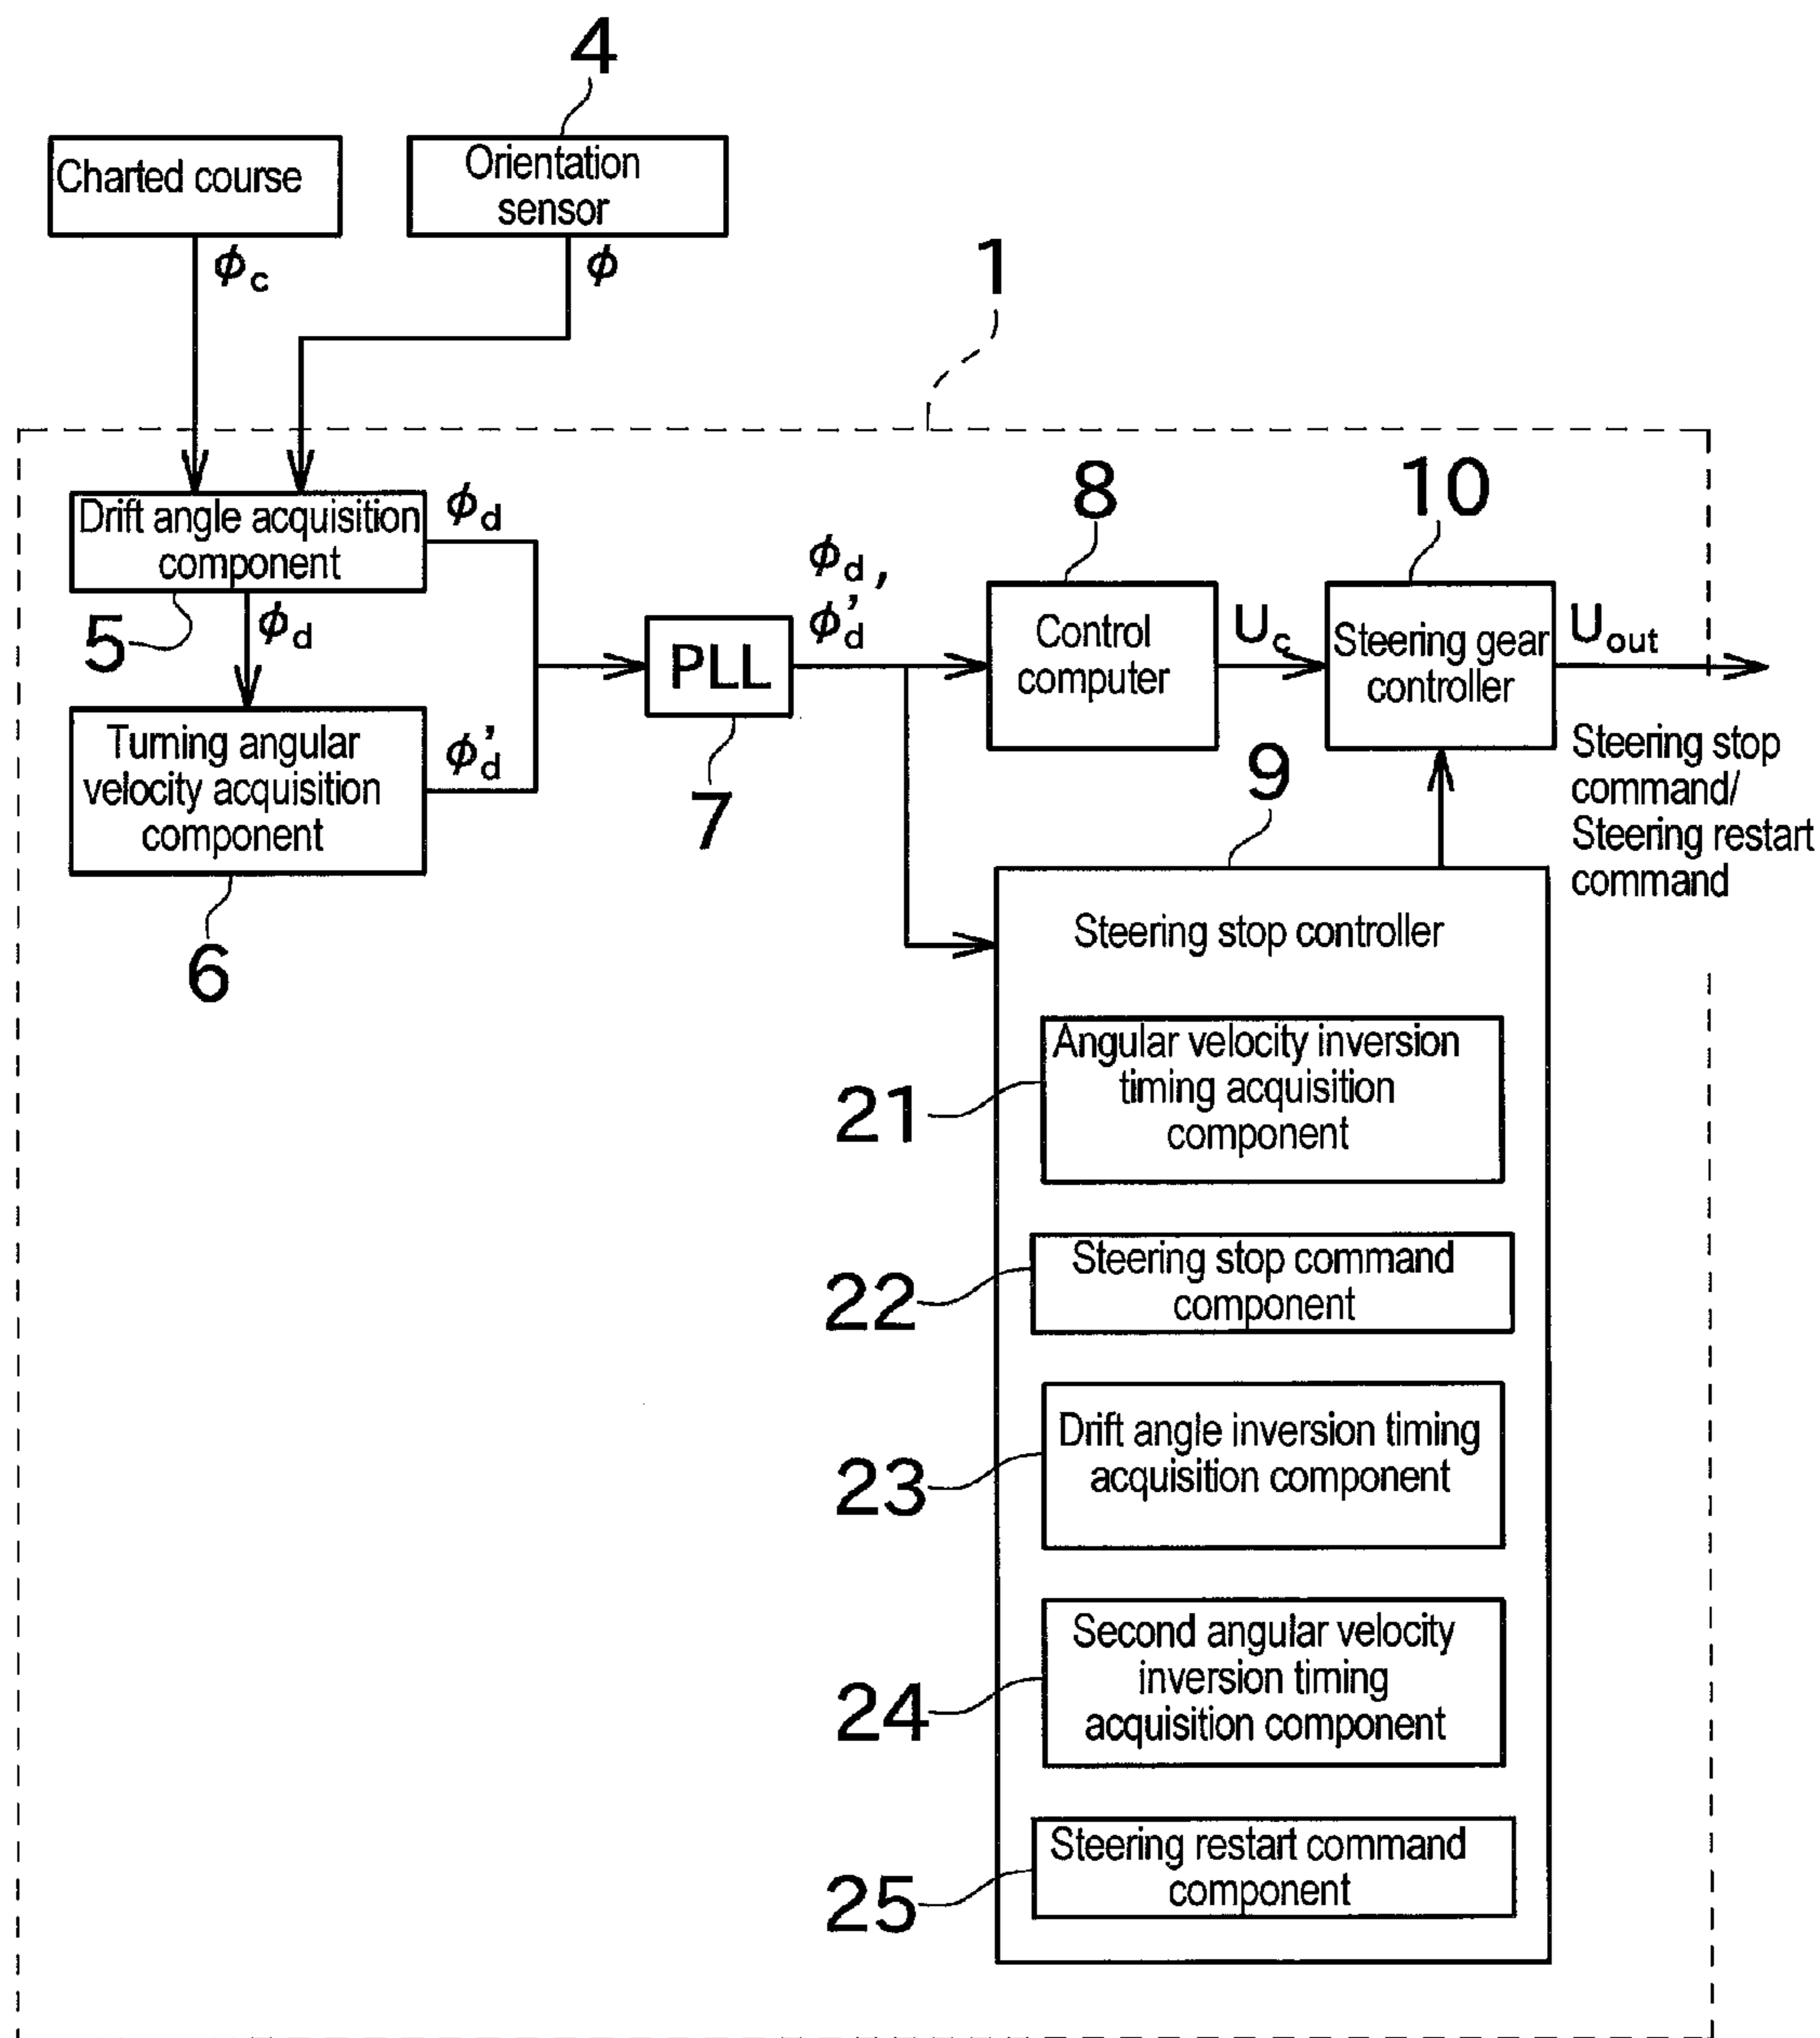 4
Charted course
Orientation
sensor
ϕc
ϕ
1
Drift angle acquisition
component
ϕd
5
ϕd
Turning angular
velocity acquisition
component
ϕ'd
6
PLL
7
ϕd,
ϕ'd
8
Control
computer
Uc
10
Steering gear
controller
Uout
Steering stop
command/
Steering restart
command
9
Steering stop controller
21
Angular velocity inversion
timing acquisition
component
22
Steering stop command
component
23
Drift angle inversion timing
acquisition component
24
Second angular velocity
inversion timing
acquisition component
25
Steering restart command
component